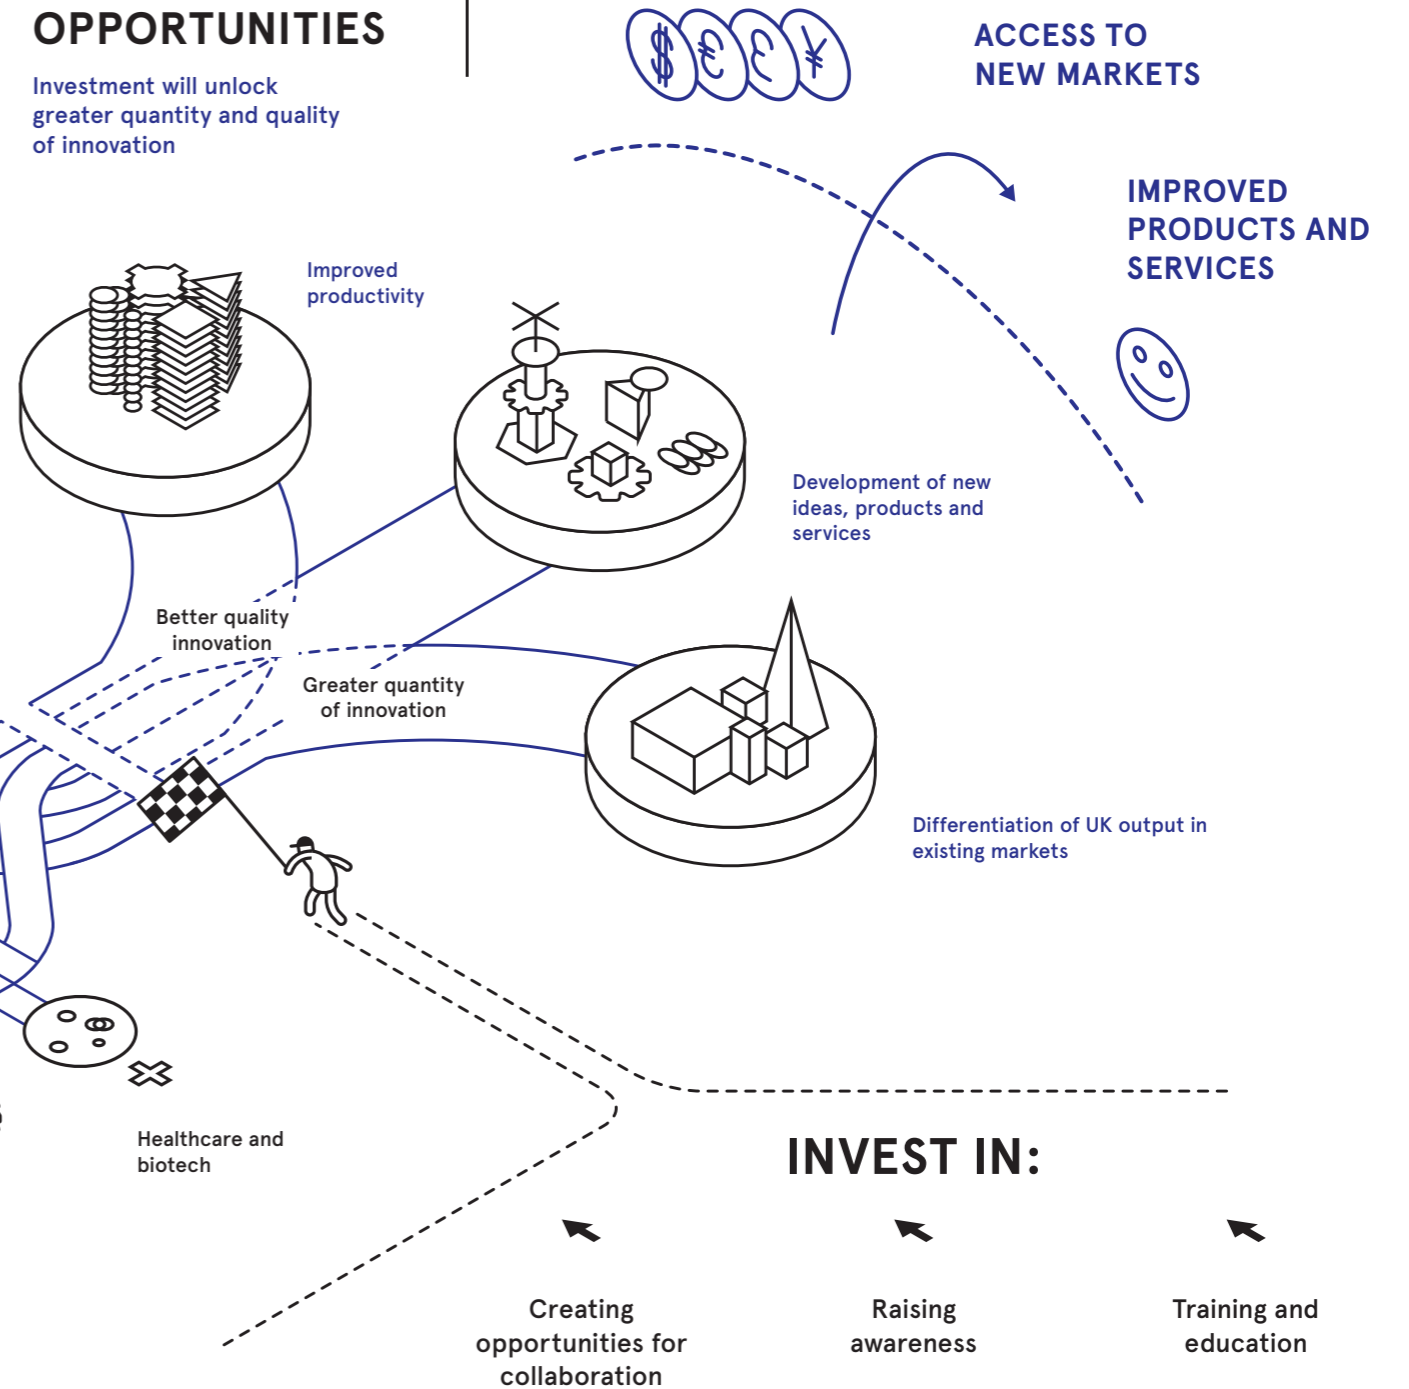 OPPORTUNITIES
Investment will unlock
greater quantity and quality
of innovation
$ € £ ¥
ACCESS TO
NEW MARKETS
IMPROVED
PRODUCTS AND
SERVICES
Improved
productivity
Development of new
ideas, products and
services
Better quality
innovation
Greater quantity
of innovation
Differentiation of UK output in
existing markets
Healthcare and
biotech
INVEST IN:
Creating
opportunities for
collaboration
Raising
awareness
Training and
education